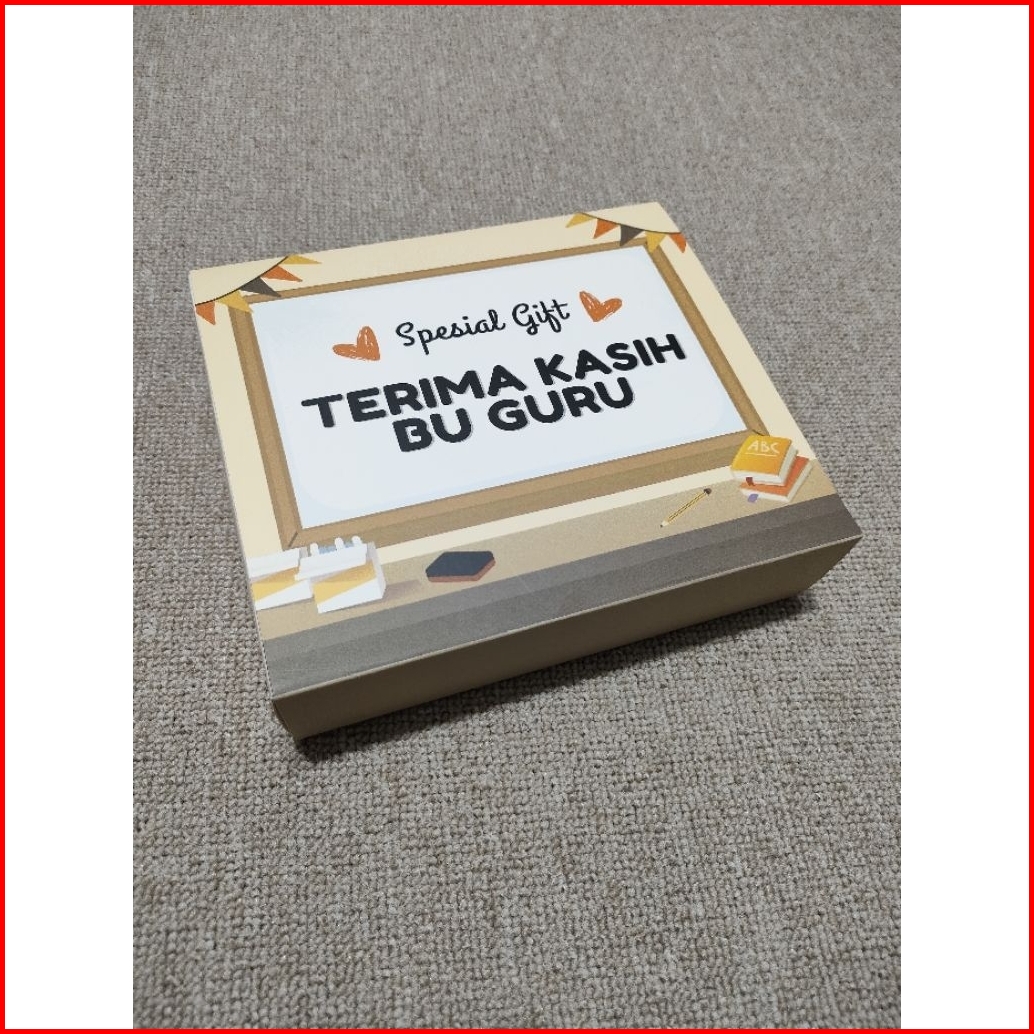 Spesial Gift
TERIMA KASIH
BU GURU
ABC